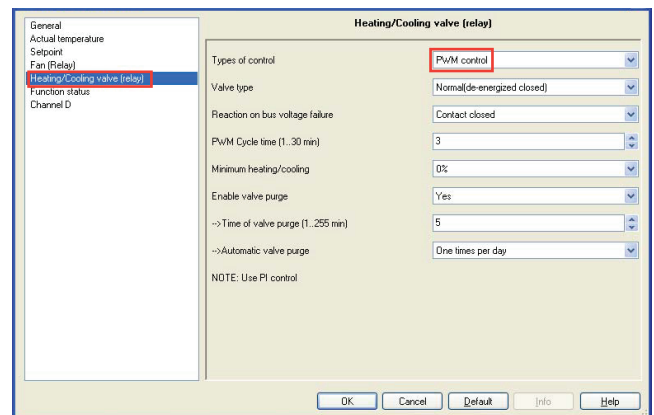 General
Actual temperature
Setpoint
Fan (Relay)
Heating/Cooling valve (relay)
Function status
Channel D
Heating/Cooling valve (relay)
Types of control PWM control
Valve type Normal(de-energized closed)
Reaction on bus voltage failure Contact closed
PWM Cycle time (1..30 min) 3
Minimum heating/cooling 0%
Enable valve purge Yes
-->Time of valve purge (1..255 min) 5
-->Automatic valve purge One times per day
NOTE: Use PI control
OK Cancel Default Info Help